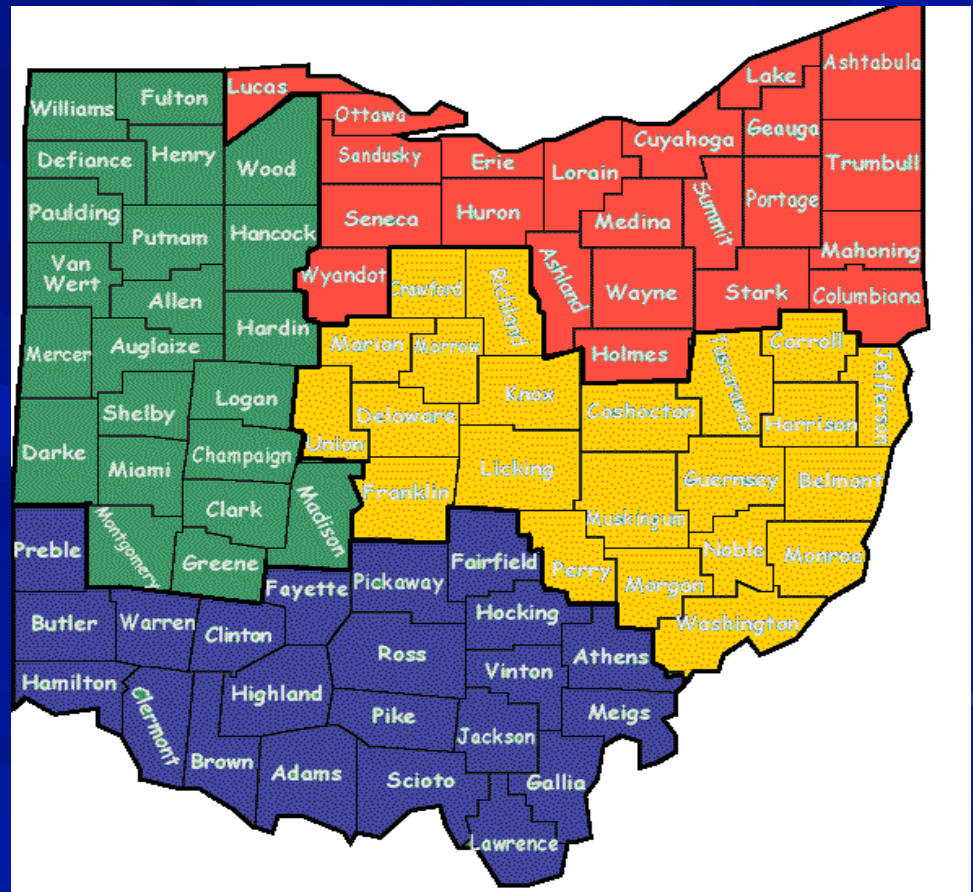 Williams
Fulton
Lucas
Ottawa
Lake
Ashtabula
Defiance
Henry
Wood
Sandusky
Erie
Lorain
Cuyahoga
Geauga
Trumbull
Paulding
Putnam
Hancock
Seneca
Huron
Medina
Summit
Portage
Mahoning
Van
Wert
Allen
Hardin
Wyandot
Crawford
Richland
Ashland
Wayne
Stark
Columbiana
Mercer
Auglaize
Marion
Morrow
Holmes
Tuscarawas
Carroll
Jefferson
Shelby
Logan
Union
Delaware
Knox
Coshocton
Harrison
Darke
Miami
Champaign
Franklin
Licking
Guernsey
Belmont
Clark
Madison
Muskingum
Preble
Montgomery
Greene
Fayette
Pickaway
Fairfield
Perry
Morgan
Noble
Monroe
Butler
Warren
Clinton
Ross
Hocking
Athens
Washington
Hamilton
Clermont
Highland
Pike
Vinton
Meigs
Brown
Adams
Scioto
Jackson
Gallia
Lawrence